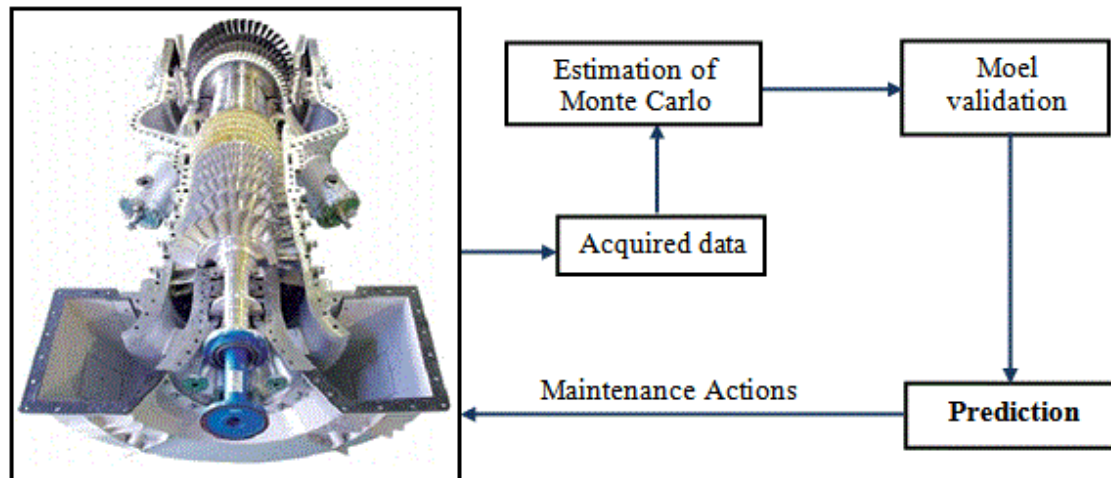 Estimation of
Monte Carlo
Moel
validation
Acquired data
Maintenance Actions
Prediction